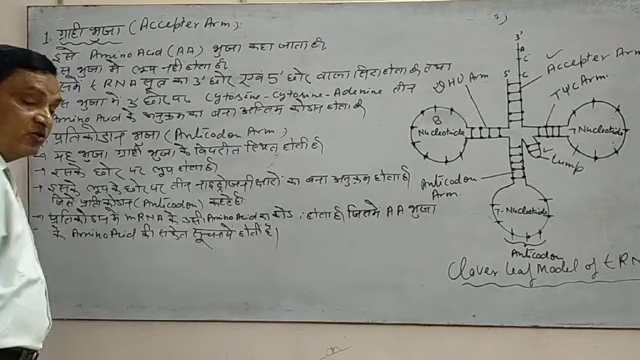 1. ग्राही भुजा (Accepter Arm):
इसे Amino Acid (AA) भुजा कहा जाता है।
इस भुजा में लूप नहीं होता है।
इसमें tRNA सूत्र का 3' छोर एवं 5' छोर वाला सिरा होता है तथा
इस भुजा में 3' छोर पर Cytosine-Cytosine-Adenine तीन
Amino Acid के अनुक्रम का बना अन्तिम कोडान होता है
प्रतिकोडान भुजा (Anticodon Arm)
→ यह भुजा ग्राही भुजा के विपरीत स्थित होती है।
→ इसके छोर पर लूप होता है।
→ इसके लूप के छोर पर तीन नाइट्रोजनी क्षारों का बना अनुक्रम होता है
जिसे प्रतिकोडान (Anticodon) कहते हैं
→ प्रतिकोडान में mRNA के उसी Amino Acid का कोड होता है। जिसमें AA भुजा
के Amino Acid की सूचनायें होती है।
3'
A
C
C
5'
Accepter Arm
DHU Arm
TΨC Arm.
8
Nucleotide
7-Nucleotide
Lump
Anticodon
Arm.
7-Nucleotide
Anticodon
Clover Leaf Model of tRN